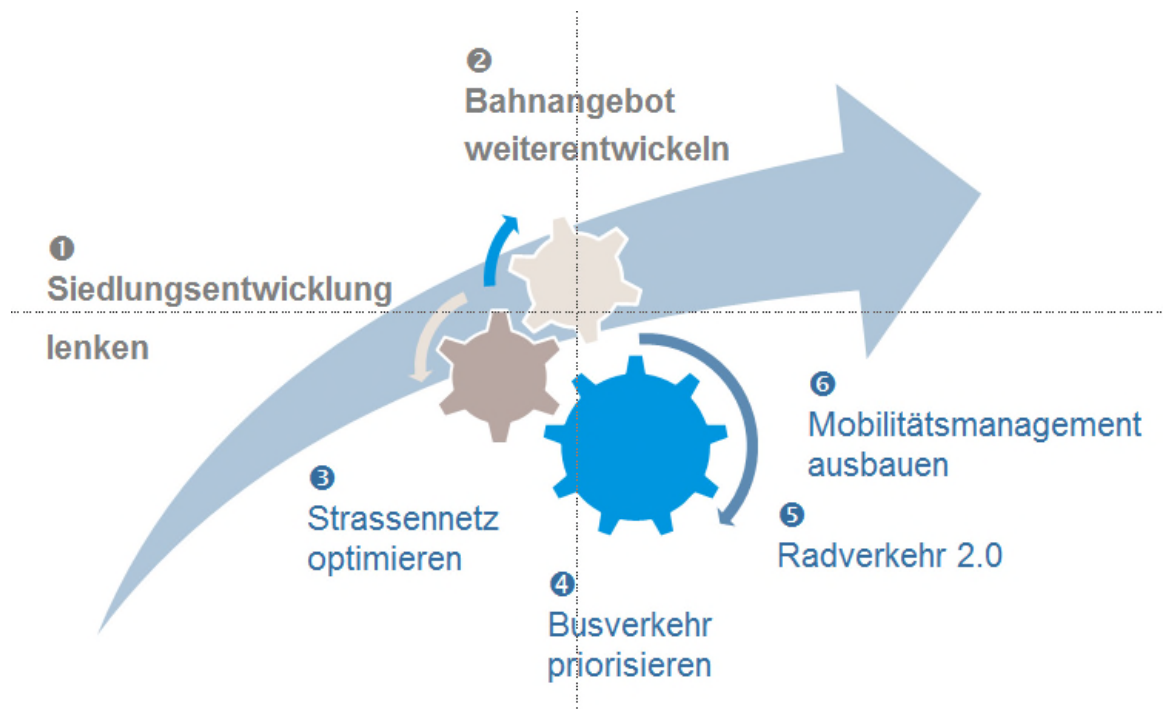 ❶
Siedlungsentwicklung
lenken
❷
Bahnangebot
weiterentwickeln
❸
Strassennetz
optimieren
❹
Busverkehr
priorisieren
❺
Radverkehr 2.0
❻
Mobilitätsmanagement
ausbauen